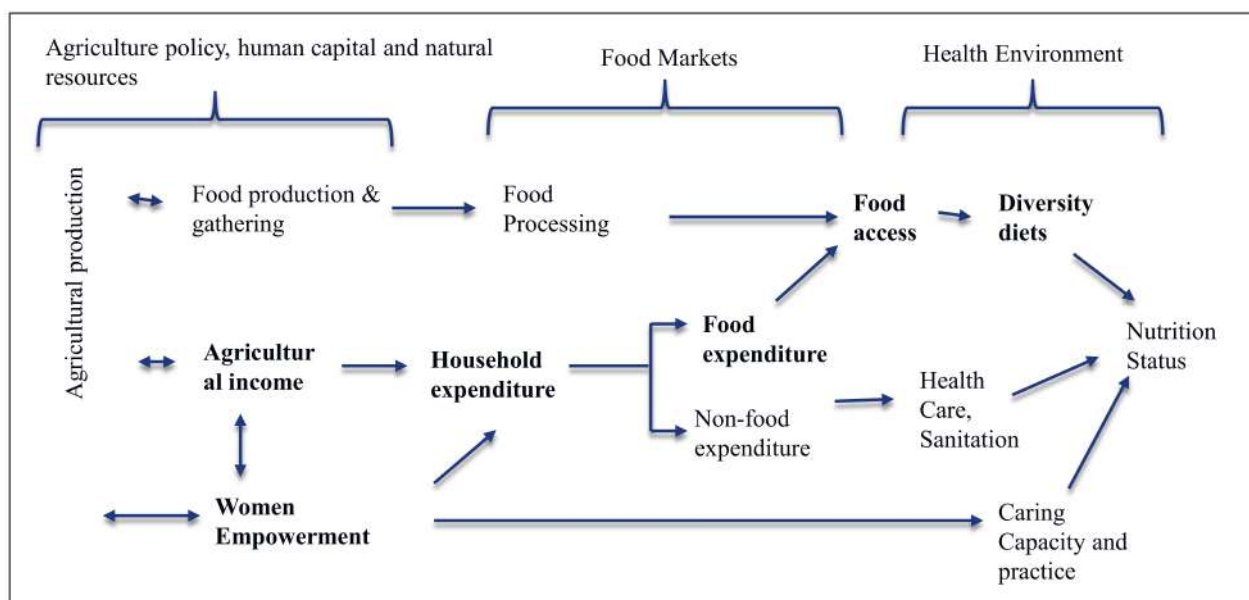 Agriculture policy, human capital and natural
resources
Food Markets
Health Environment
Agricultural production
Food production &
gathering
Food
Processing
Food
access
Diversity
diets
Agricultur
al income
Household
expenditure
Food
expenditure
Non-food
expenditure
Health
Care,
Sanitation
Nutrition
Status
Women
Empowerment
Caring
Capacity and
practice